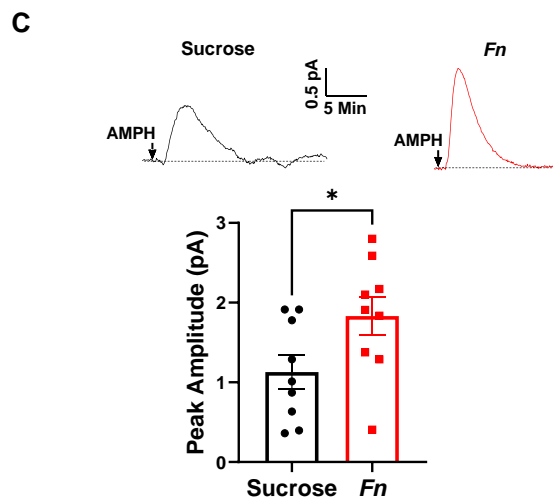 C
Sucrose
Fn
0.5 pA
5 Min
AMPH
AMPH
*
Peak Amplitude (pA)
3
2
1
0
Sucrose
Fn